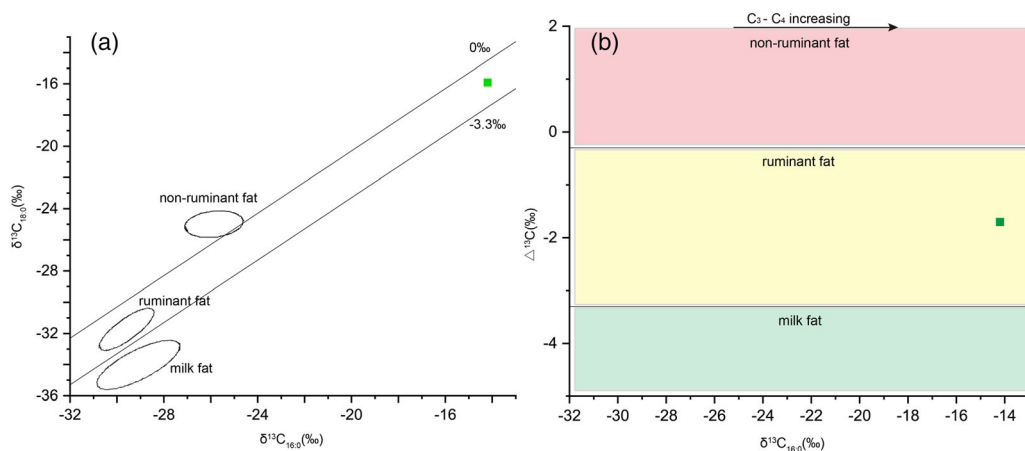 (a)
0‰
-3.3‰
non-ruminant fat
ruminant fat
milk fat
-16
-20
-24
-28
-32
-36
δ¹³C₁₈:₀(‰)
-32 -28 -24 -20 -16
δ¹³C₁₆:₀(‰)
C₃ - C₄ increasing
(b)
non-ruminant fat
ruminant fat
milk fat
2
0
-2
-4
△¹³C(‰)
-32 -30 -28 -26 -24 -22 -20 -18 -16 -14
δ¹³C₁₆:₀(‰)